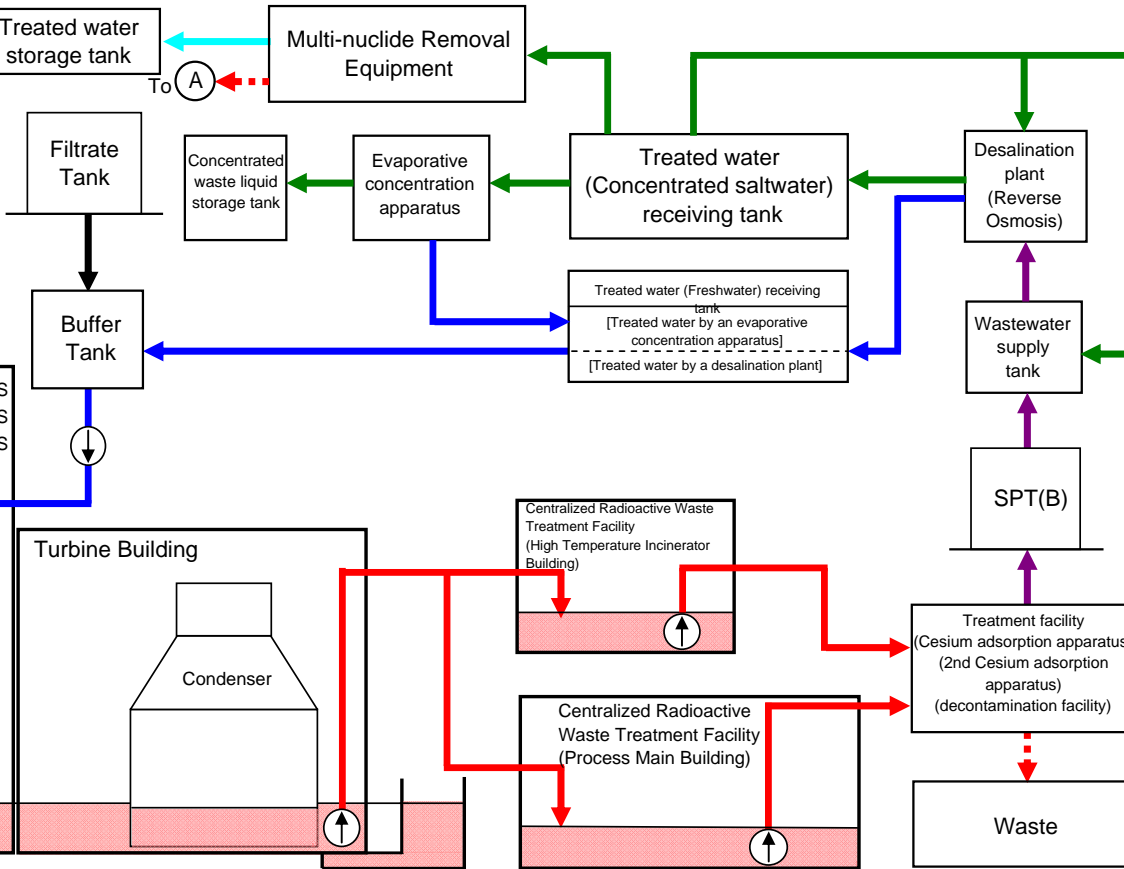 Treated water
storage tank
Multi-nuclide Removal
Equipment
To
A
Filtrate
Tank
Concentrated
waste liquid
storage tank
Evaporative
concentration
apparatus
Treated water
(Concentrated saltwater)
receiving tank
Desalination
plant
(Reverse
Osmosis)
Buffer
Tank
Treated water (Freshwater) receiving
tank
[Treated water by an evaporative
concentration apparatus]
[Treated water by a desalination plant]
Wastewater
supply
tank
S
S
S
SPT(B)
Turbine Building
Condenser
Centralized Radioactive Waste
Treatment Facility
(High Temperature Incinerator
Building)
Centralized Radioactive
Waste Treatment Facility
(Process Main Building)
Treatment facility
(Cesium adsorption apparatus
(2nd Cesium adsorption
apparatus)
(decontamination facility)
Waste